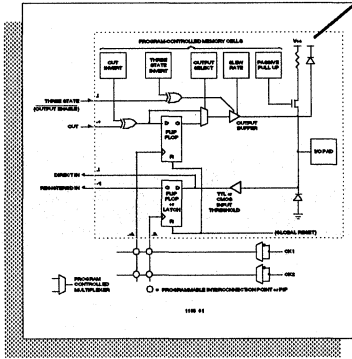 PROGRAM-CONTROLLED MEMORY CELLS
Vcc
OUT INVERT
THREE STATE INVERT
OUTPUT SELECT
SLEW RATE
PASSIVE PULL UP
THREE STATE
(OUTPUT ENABLE)
OUT
OUTPUT BUFFER
D Q
FLIP FLOP
R
I/O PAD
DIRECT IN
REGISTERED IN
Q D
FLIP FLOP or LATCH
R
TTL or CMOS INPUT THRESHOLD
(GLOBAL RESET)
CK1
CK2
PROGRAM CONTROLLED MULTIPLEXER
= PROGRAMMABLE INTERCONNECTION POINT or PIP